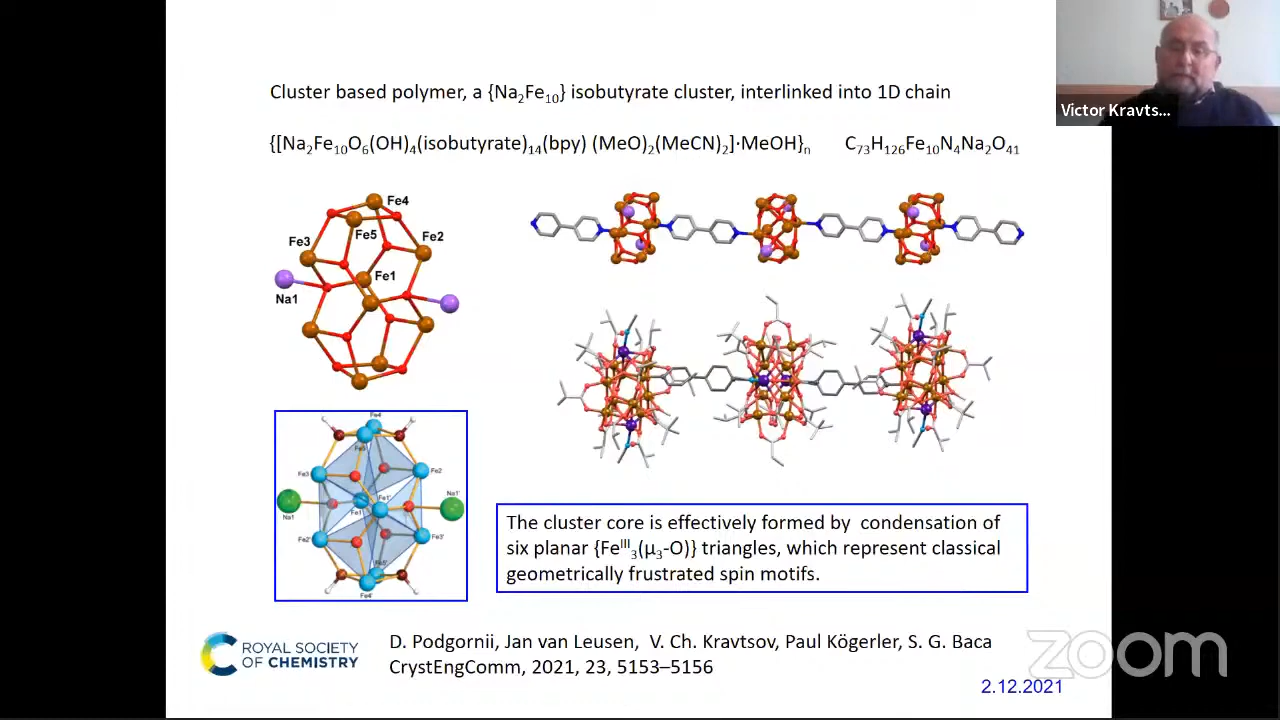 Cluster based polymer, a {Na₂Fe₁₀} isobutyrate cluster, interlinked into 1D chain
{[Na₂Fe₁₀O₆(OH)₄(isobutyrate)₁₄(bpy) (MeO)₂(MeCN)₂]·MeOH}ₙ C₇₃H₁₂₆Fe₁₀N₄Na₂O₄₁
Victor Kravts...
Fe4
Fe5
Fe3
Fe2
Fe1
Na1
Fe4
Fe5
Fe3
Fe2
Fe1'
Na1'
Fe1
Na1
Fe2'
Fe3'
Fe5'
Fe4'
The cluster core is effectively formed by condensation of
six planar {Feᴵᴵᴵ₃(μ₃-O)} triangles, which represent classical
geometrically frustrated spin motifs.
ROYAL SOCIETY
OF CHEMISTRY
D. Podgornii, Jan van Leusen, V. Ch. Kravtsov, Paul Kögerler, S. G. Baca
CrystEngComm, 2021, 23, 5153–5156
zoom
2.12.2021